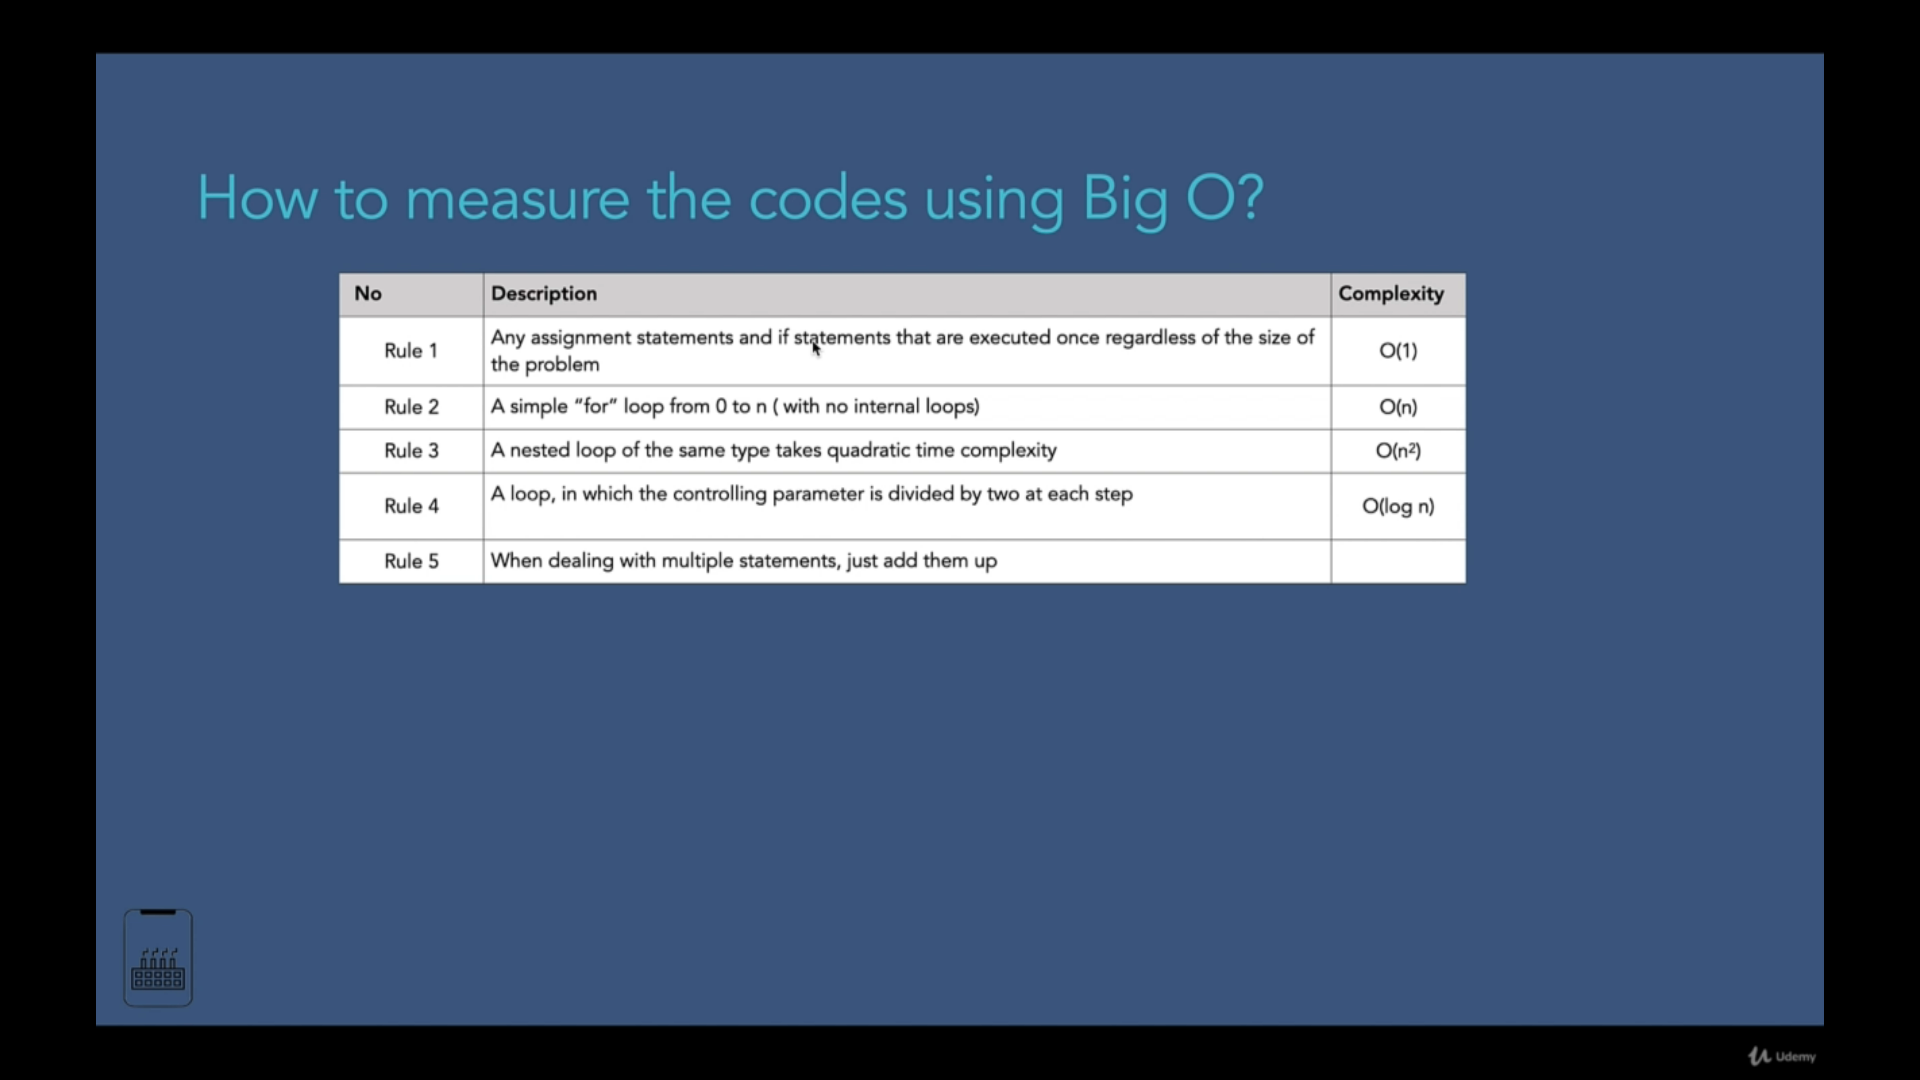 How to measure the codes using Big O?
No Description Complexity
Rule 1 Any assignment statements and if statements that are executed once regardless of the size of the problem O(1)
Rule 2 A simple “for” loop from 0 to n ( with no internal loops) O(n)
Rule 3 A nested loop of the same type takes quadratic time complexity O(n²)
Rule 4 A loop, in which the controlling parameter is divided by two at each step O(log n)
Rule 5 When dealing with multiple statements, just add them up
Udemy